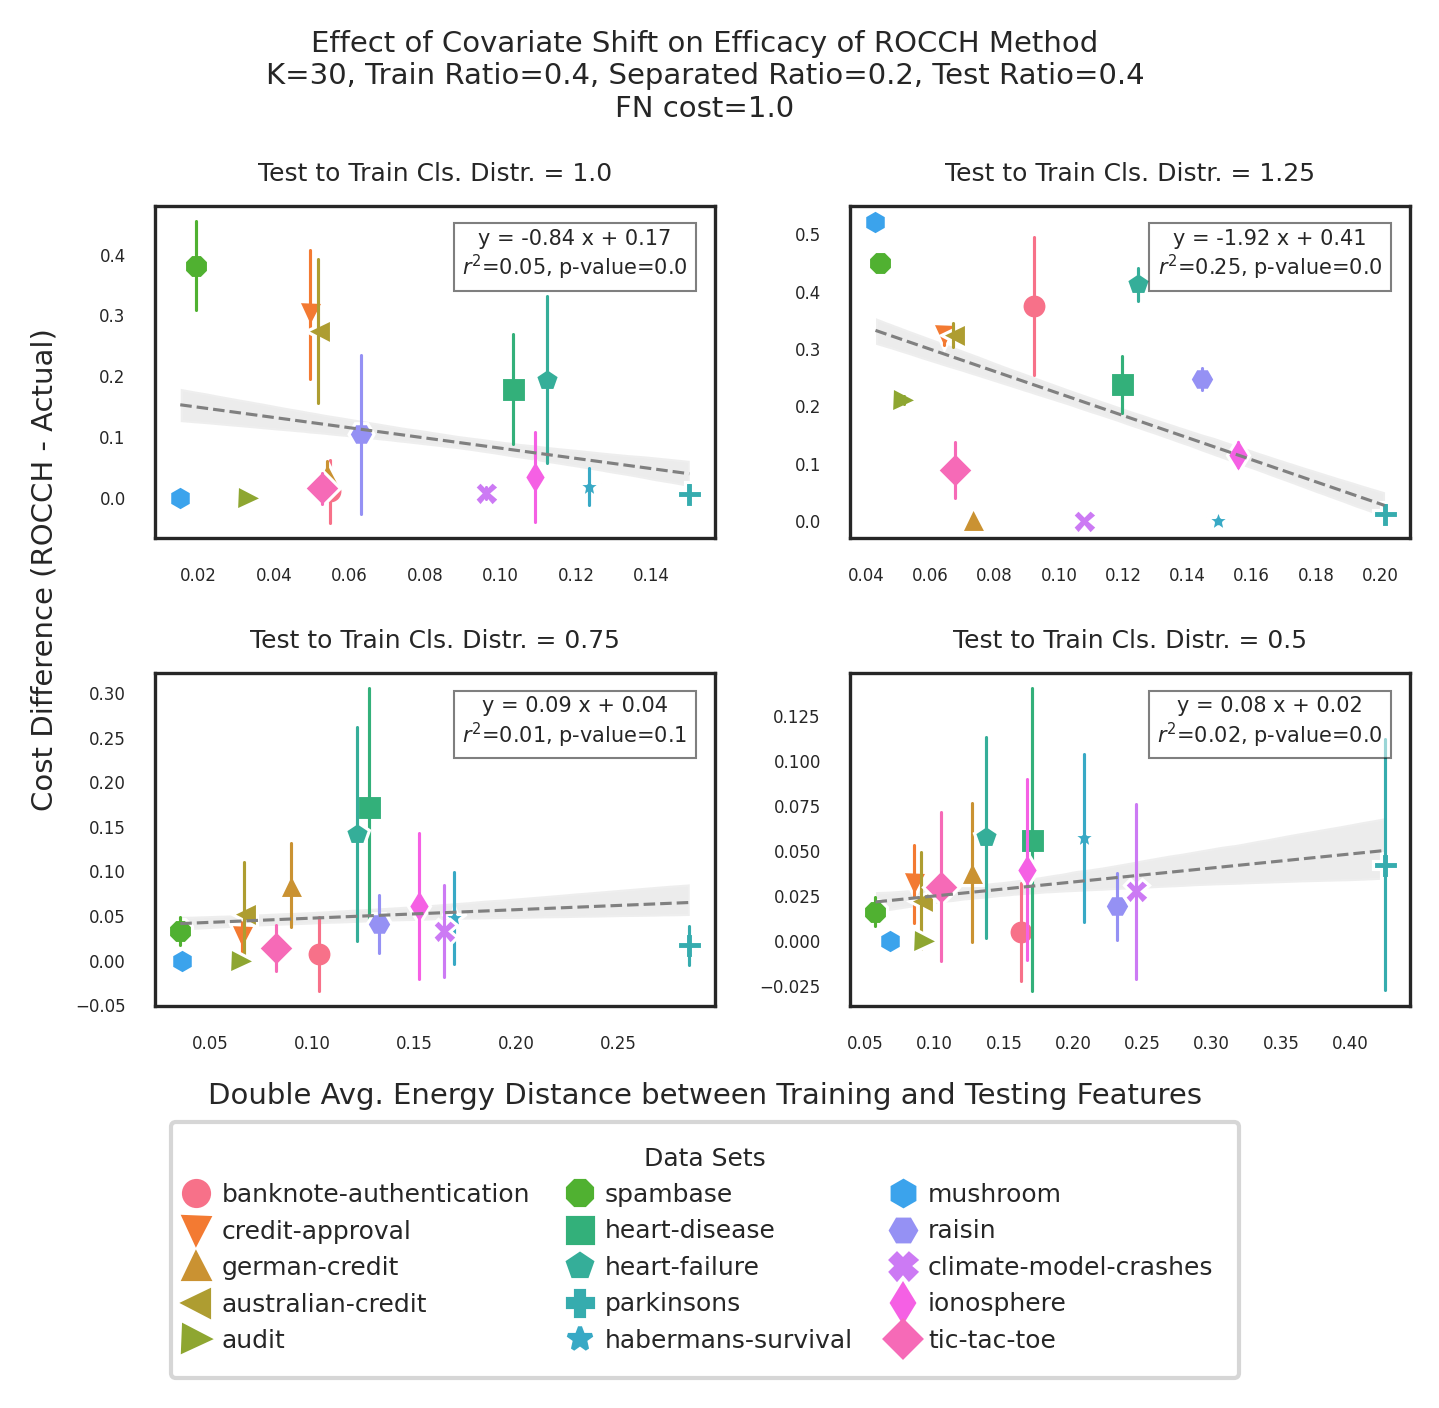 Effect of Covariate Shift on Efficacy of ROCCH Method
K=30, Train Ratio=0.4, Separated Ratio=0.2, Test Ratio=0.4
FN cost=1.0
Cost Difference (ROCCH - Actual)
Test to Train Cls. Distr. = 1.0
y = -0.84 x + 0.17
r²=0.05, p-value=0.0
0.4
0.3
0.2
0.1
0.0
0.02 0.04 0.06 0.08 0.10 0.12 0.14
Test to Train Cls. Distr. = 1.25
y = -1.92 x + 0.41
r²=0.25, p-value=0.0
0.5
0.4
0.3
0.2
0.1
0.0
0.04 0.06 0.08 0.10 0.12 0.14 0.16 0.18 0.20
Test to Train Cls. Distr. = 0.75
y = 0.09 x + 0.04
r²=0.01, p-value=0.1
0.30
0.25
0.20
0.15
0.10
0.05
0.00
−0.05
0.05 0.10 0.15 0.20 0.25
Test to Train Cls. Distr. = 0.5
y = 0.08 x + 0.02
r²=0.02, p-value=0.0
0.125
0.100
0.075
0.050
0.025
0.000
−0.025
0.05 0.10 0.15 0.20 0.25 0.30 0.35 0.40
Double Avg. Energy Distance between Training and Testing Features
Data Sets
banknote-authentication
credit-approval
german-credit
australian-credit
audit
spambase
heart-disease
heart-failure
parkinsons
habermans-survival
mushroom
raisin
climate-model-crashes
ionosphere
tic-tac-toe